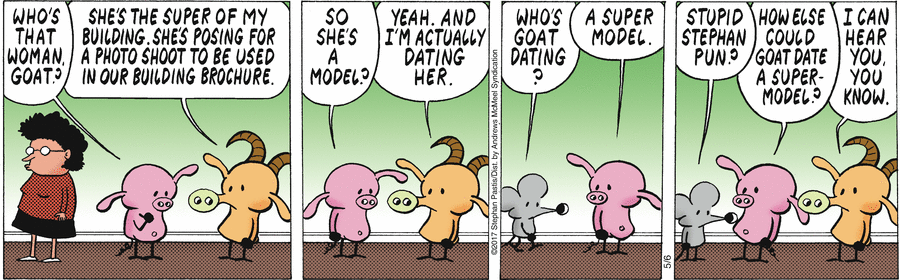 WHO'S
THAT
WOMAN,
GOAT?
SHE'S THE SUPER OF MY
BUILDING. SHE'S POSING FOR
A PHOTO SHOOT TO BE USED
IN OUR BUILDING BROCHURE.
SO
SHE'S
A
MODEL?
YEAH. AND
I'M ACTUALLY
DATING
HER.
©2017 Stephan Pastis/Dist. by Andrews McMeel Syndication
WHO'S
GOAT
DATING
?
A SUPER
MODEL.
5/6
STUPID
STEPHAN
PUN.?
HOW ELSE
COULD
GOAT DATE
A SUPER-
MODEL.?
I CAN
HEAR
YOU,
YOU
KNOW.